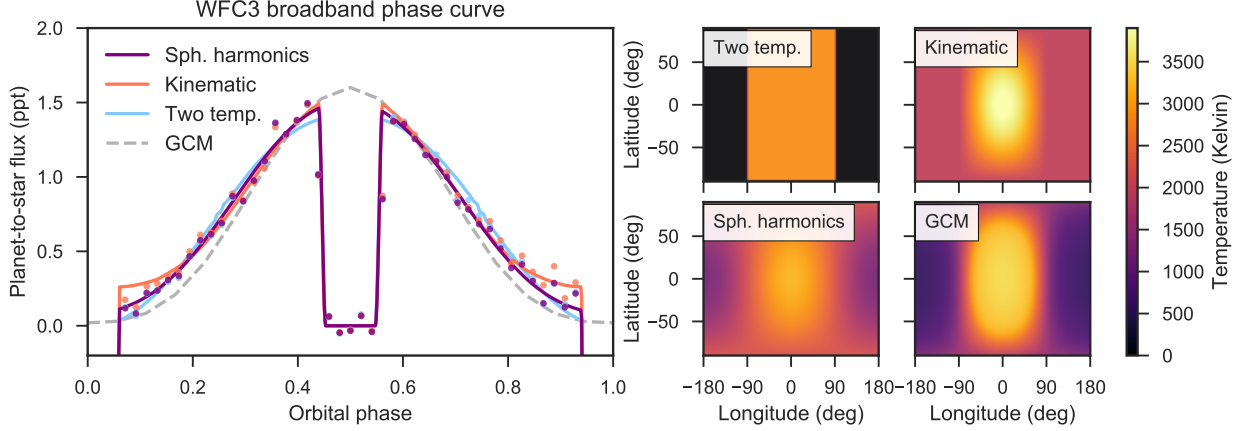 WFC3 broadband phase curve
Planet-to-star flux (ppt)
2.0
1.5
1.0
0.5
0.0
Sph. harmonics
Kinematic
Two temp.
GCM
0.0 0.2 0.4 0.6 0.8 1.0
Orbital phase
Two temp.
Kinematic
Latitude (deg)
50
0
−50
Sph. harmonics
GCM
Latitude (deg)
50
0
−50
−180 −90 0 90 180
−180 −90 0 90 180
Longitude (deg)
Longitude (deg)
3500
3000
2500
2000
1500
1000
500
0
Temperature (Kelvin)